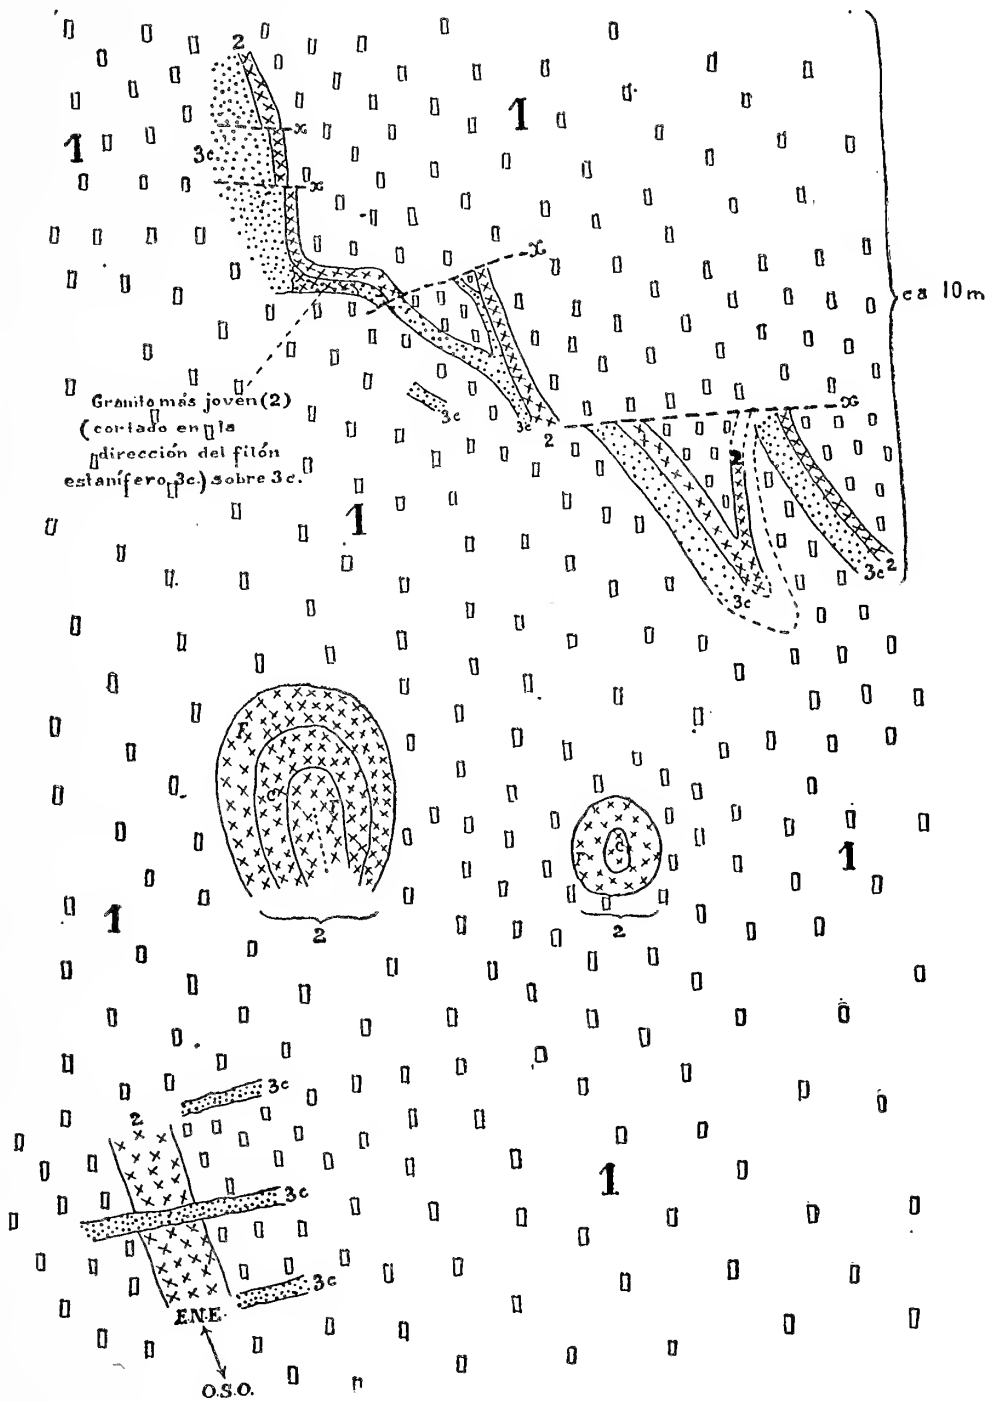 2
1
1
x
3c
x
x
ca 10 m
Granito más joven (2)
(cortado en la
dirección del filón
estanífero, 3c.) sobre 3c.
3c
3c
2
x
2
3c
3c
2
1
F
C
F
C
1
1
2
2
2
3c
3c
1
3c
E.N.E.
O.S.O.